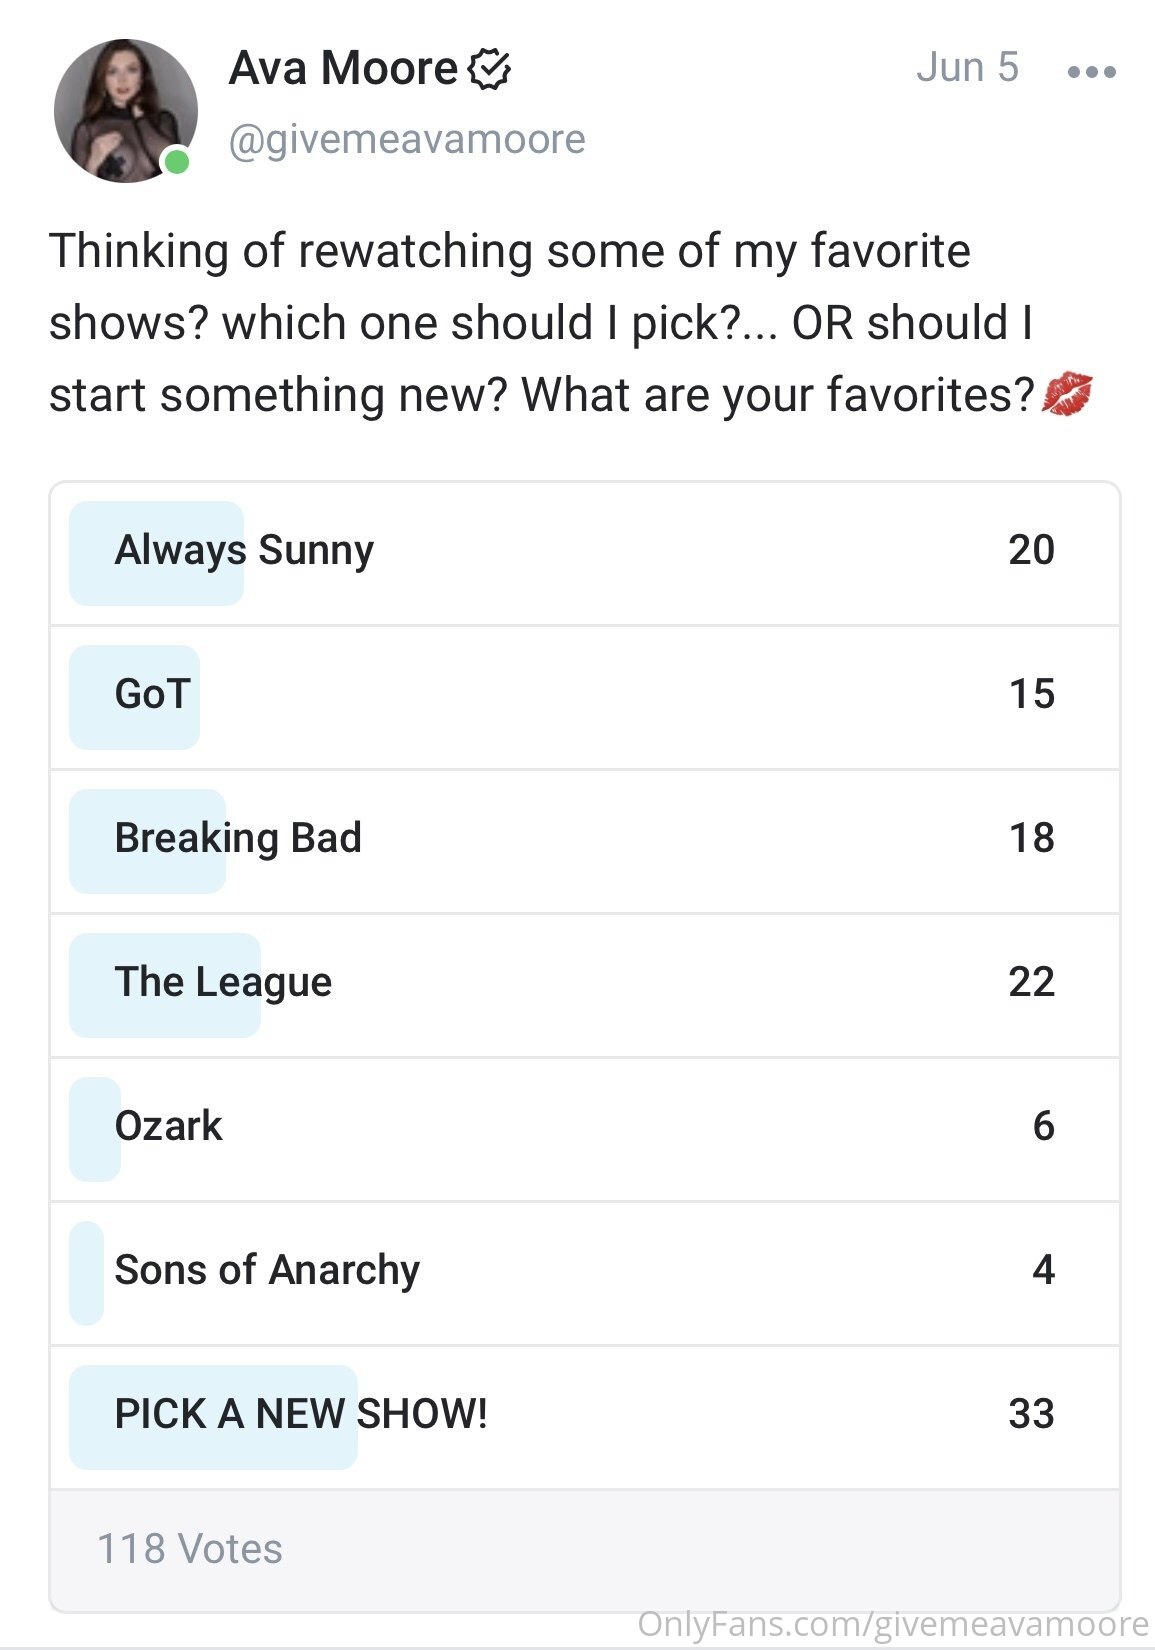 Ava Moore
Jun 5
@givemeavamoore
Thinking of rewatching some of my favorite
shows? which one should I pick?... OR should I
start something new? What are your favorites?💋
Always Sunny 20
GoT 15
Breaking Bad 18
The League 22
Ozark 6
Sons of Anarchy 4
PICK A NEW SHOW! 33
118 Votes
OnlyFans.com/givemeavamoore